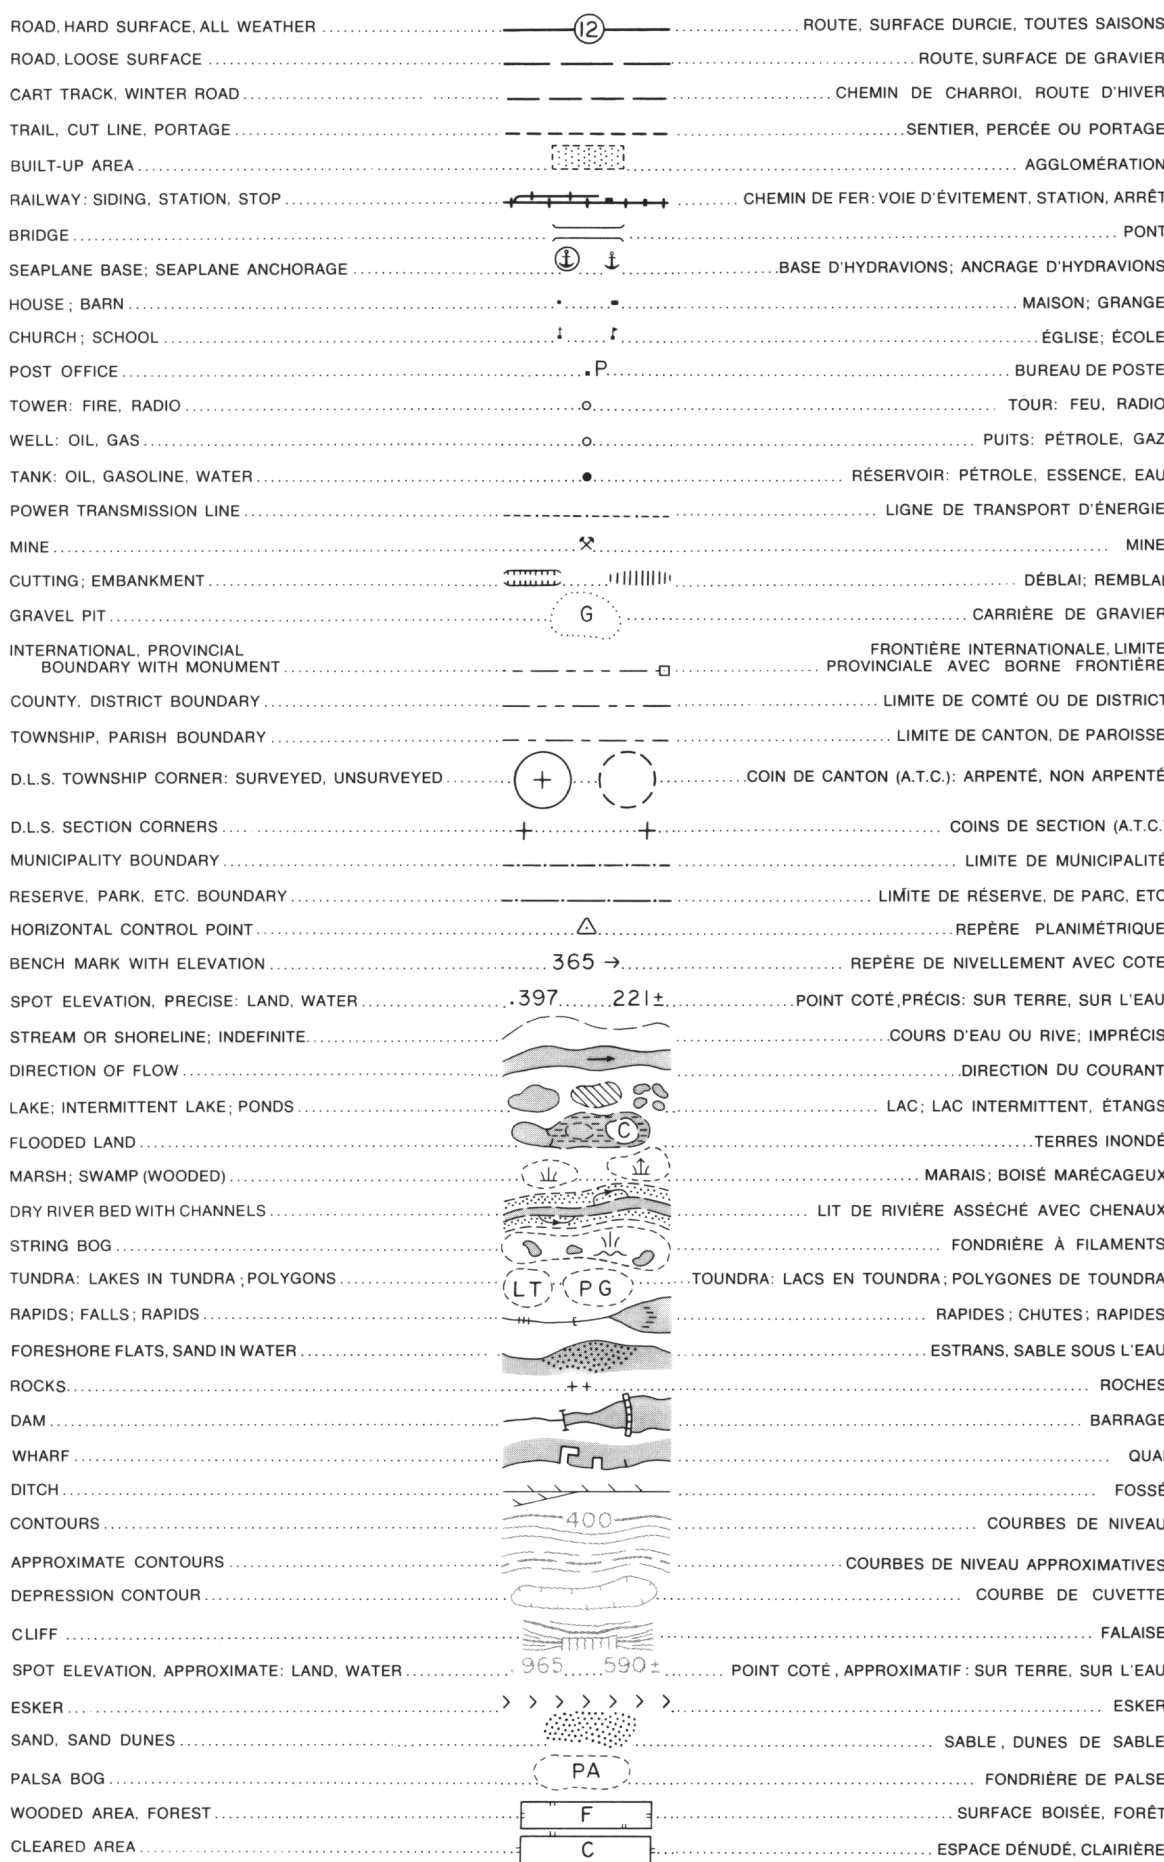 ROAD, HARD SURFACE, ALL WEATHER 12 ROUTE, SURFACE DURCIE, TOUTES SAISONS
ROAD, LOOSE SURFACE ROUTE, SURFACE DE GRAVIER
CART TRACK, WINTER ROAD CHEMIN DE CHARROI, ROUTE D'HIVER
TRAIL, CUT LINE, PORTAGE SENTIER, PERCÉE OU PORTAGE
BUILT-UP AREA AGGLOMÉRATION
RAILWAY: SIDING, STATION, STOP CHEMIN DE FER: VOIE D'ÉVITEMENT, STATION, ARRÊT
BRIDGE PONT
SEAPLANE BASE; SEAPLANE ANCHORAGE BASE D'HYDRAVIONS; ANCRAGE D'HYDRAVIONS
HOUSE; BARN MAISON; GRANGE
CHURCH; SCHOOL ÉGLISE; ÉCOLE
POST OFFICE P BUREAU DE POSTE
TOWER: FIRE, RADIO TOUR: FEU, RADIO
WELL: OIL, GAS PUITS: PÉTROLE, GAZ
TANK: OIL, GASOLINE, WATER RÉSERVOIR: PÉTROLE, ESSENCE, EAU
POWER TRANSMISSION LINE LIGNE DE TRANSPORT D'ÉNERGIE
MINE MINE
CUTTING; EMBANKMENT DÉBLAI; REMBLAI
GRAVEL PIT G CARRIÈRE DE GRAVIER
INTERNATIONAL, PROVINCIAL FRONTIÈRE INTERNATIONALE, LIMITE
BOUNDARY WITH MONUMENT PROVINCIALE AVEC BORNE FRONTIÈRE
COUNTY, DISTRICT BOUNDARY LIMITE DE COMTÉ OU DE DISTRICT
TOWNSHIP, PARISH BOUNDARY LIMITE DE CANTON, DE PAROISSE
D.L.S. TOWNSHIP CORNER: SURVEYED, UNSURVEYED COIN DE CANTON (A.T.C.): ARPENTÉ, NON ARPENTÉ
D.L.S. SECTION CORNERS COINS DE SECTION (A.T.C.)
MUNICIPALITY BOUNDARY LIMITE DE MUNICIPALITÉ
RESERVE, PARK, ETC. BOUNDARY LIMITE DE RÉSERVE, DE PARC, ETC
HORIZONTAL CONTROL POINT REPÈRE PLANIMÉTRIQUE
BENCH MARK WITH ELEVATION 365 → REPÈRE DE NIVELLEMENT AVEC COTE
SPOT ELEVATION, PRECISE: LAND, WATER .397 221± POINT COTÉ, PRÉCIS: SUR TERRE, SUR L'EAU
STREAM OR SHORELINE; INDEFINITE COURS D'EAU OU RIVE; IMPRÉCIS
DIRECTION OF FLOW DIRECTION DU COURANT
LAKE; INTERMITTENT LAKE; PONDS LAC; LAC INTERMITTENT, ÉTANGS
FLOODED LAND C TERRES INONDÉ
MARSH; SWAMP (WOODED) MARAIS; BOISÉ MARÉCAGEUX
DRY RIVER BED WITH CHANNELS LIT DE RIVIÈRE ASSÉCHÉ AVEC CHENAUX
STRING BOG FONDRIÈRE À FILAMENTS
TUNDRA: LAKES IN TUNDRA; POLYGONS LT PG TOUNDRA: LACS EN TOUNDRA; POLYGONES DE TOUNDRA
RAPIDS; FALLS; RAPIDS RAPIDES; CHUTES; RAPIDES
FORESHORE FLATS, SAND IN WATER ESTRANS, SABLE SOUS L'EAU
ROCKS ROCHES
DAM BARRAGE
WHARF QUAI
DITCH FOSSÉ
CONTOURS 400 COURBES DE NIVEAU
APPROXIMATE CONTOURS COURBES DE NIVEAU APPROXIMATIVES
DEPRESSION CONTOUR COURBE DE CUVETTE
CLIFF FALAISE
SPOT ELEVATION, APPROXIMATE: LAND, WATER .965 590± POINT COTÉ, APPROXIMATIF: SUR TERRE, SUR L'EAU
ESKER ESKER
SAND, SAND DUNES SABLE, DUNES DE SABLE
PALSA BOG PA FONDRIÈRE DE PALSE
WOODED AREA, FOREST F SURFACE BOISÉE, FORÊT
CLEARED AREA C ESPACE DÉNUDÉ, CLAIRIÈRE